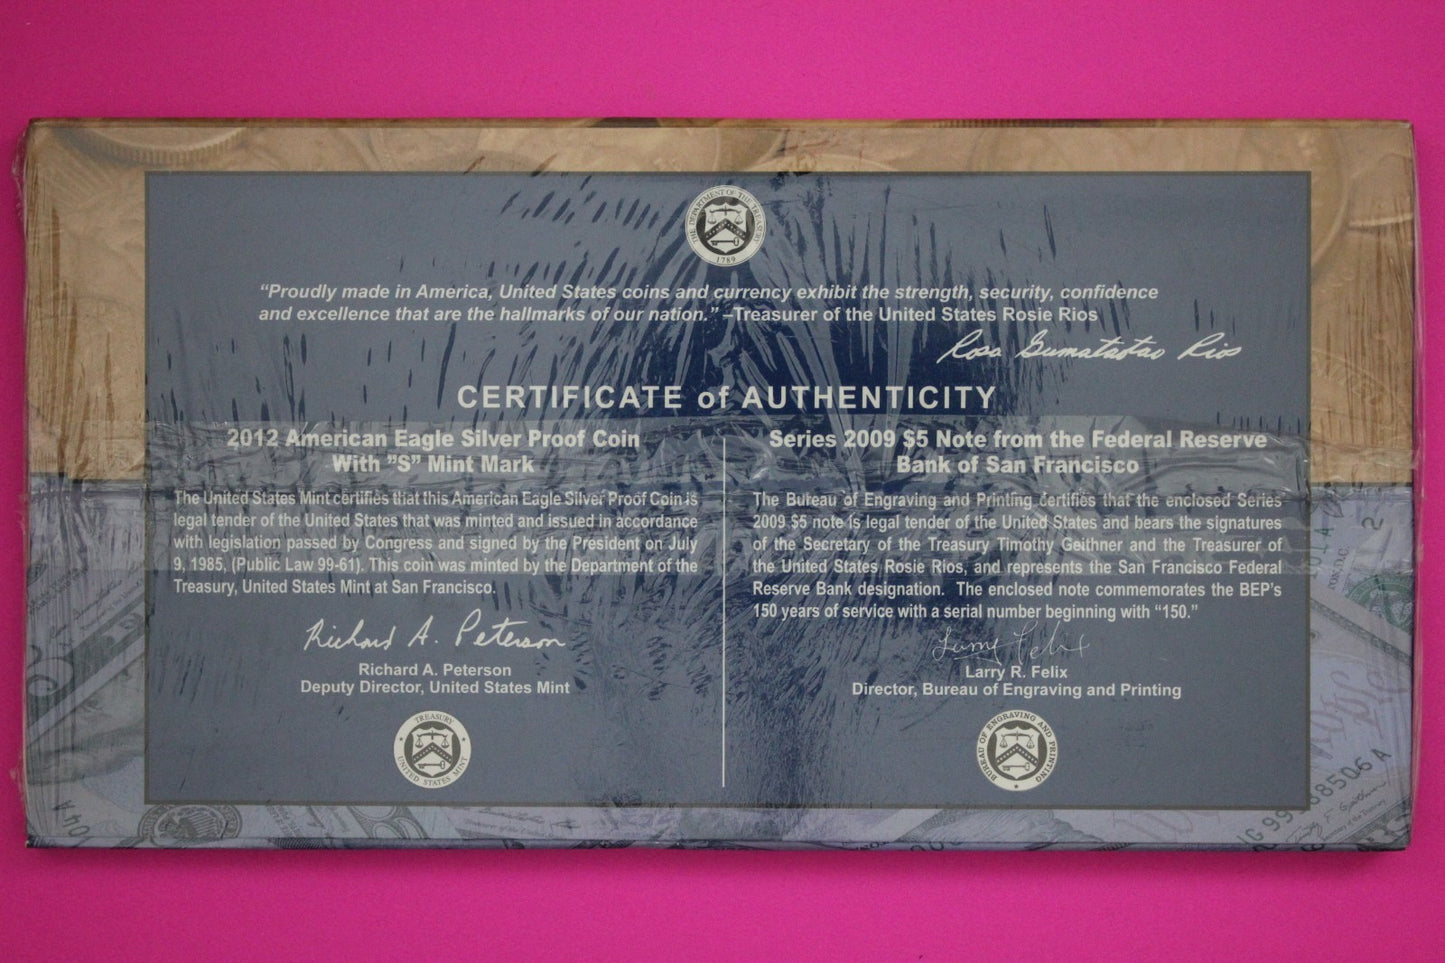 THE DEPARTMENT OF THE TREASURY
1789
“Proudly made in America, United States coins and currency exhibit the strength, security, confidence
and excellence that are the hallmarks of our nation.” –Treasurer of the United States Rosie Rios
Rosa Gumataotao Rios
CERTIFICATE of AUTHENTICITY
2012 American Eagle Silver Proof Coin
With ”S” Mint Mark
The United States Mint certifies that this American Eagle Silver Proof Coin is
legal tender of the United States that was minted and issued in accordance
with legislation passed by Congress and signed by the President on July
9, 1985, (Public Law 99-61). This coin was minted by the Department of the
Treasury, United States Mint at San Francisco.
Richard A. Peterson
Richard A. Peterson
Deputy Director, United States Mint
TREASURY
UNITED STATES MINT
Series 2009 $5 Note from the Federal Reserve
Bank of San Francisco
The Bureau of Engraving and Printing certifies that the enclosed Series
2009 $5 note is legal tender of the United States and bears the signatures
of the Secretary of the Treasury Timothy Geithner and the Treasurer of
the United States Rosie Rios, and represents the San Francisco Federal
Reserve Bank designation. The enclosed note commemorates the BEP’s
150 years of service with a serial number beginning with “150.”
Larry Felix
Larry R. Felix
Director, Bureau of Engraving and Printing
BUREAU OF ENGRAVING AND PRINTING